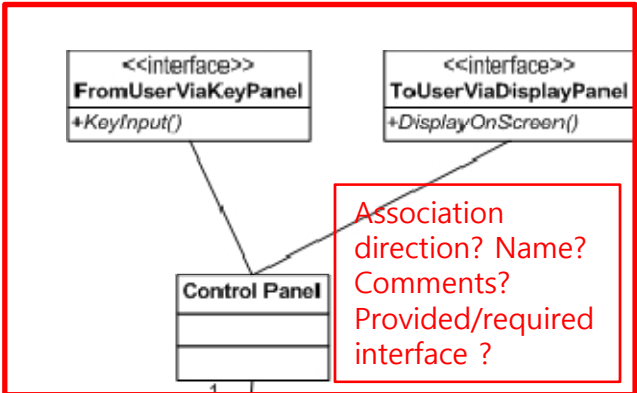 <<interface>>
FromUserViaKeyPanel
+KeyInput()
<<interface>>
ToUserViaDisplayPanel
+DisplayOnScreen()
Association
direction? Name?
Comments?
Provided/required
interface ?
Control Panel
1